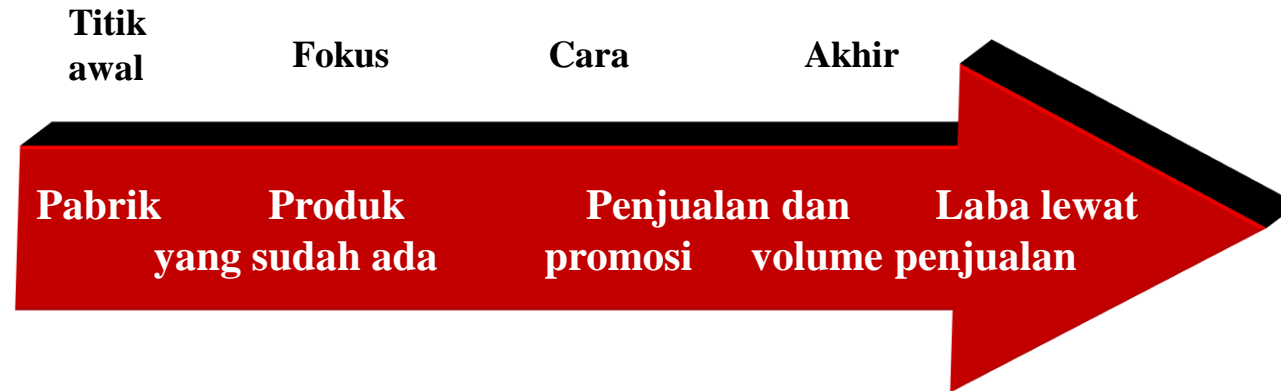 Titik
awal
Fokus
Cara
Akhir
Pabrik Produk Penjualan dan Laba lewat
yang sudah ada promosi volume penjualan